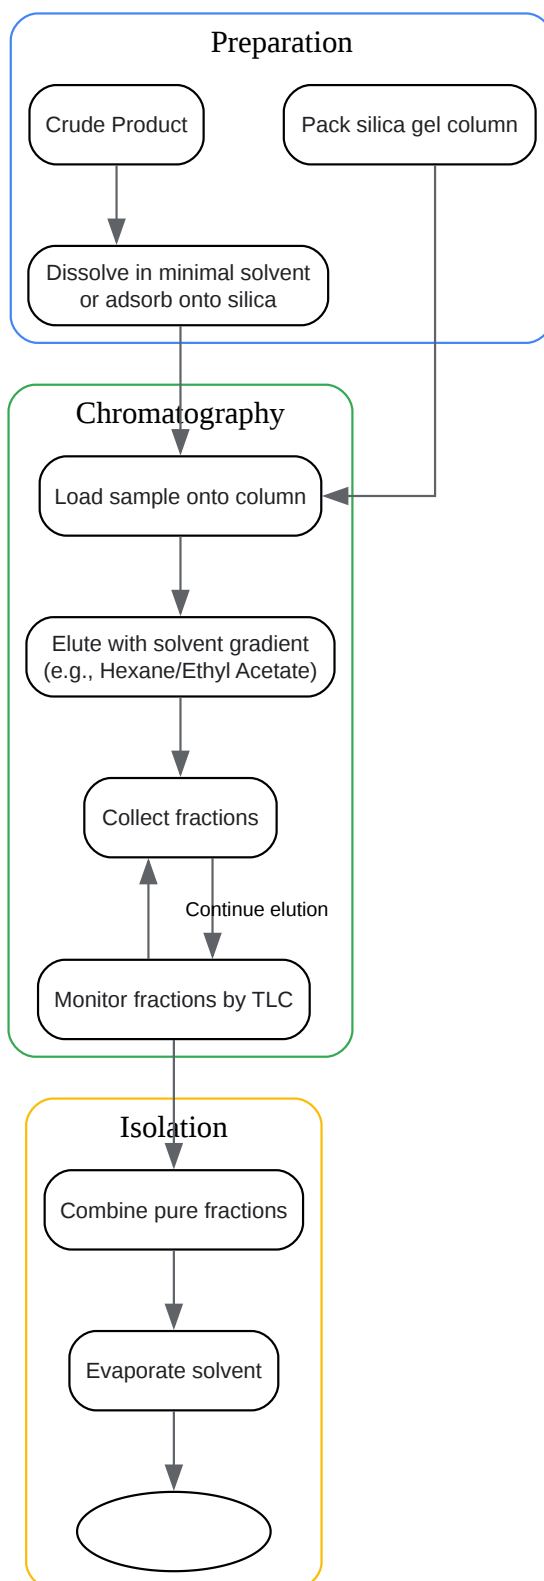 Preparation
Crude Product
Pack silica gel column
Dissolve in minimal solvent
or adsorb onto silica
Chromatography
Load sample onto column
Elute with solvent gradient
(e.g., Hexane/Ethyl Acetate)
Collect fractions
Continue elution
Monitor fractions by TLC
Isolation
Combine pure fractions
Evaporate solvent